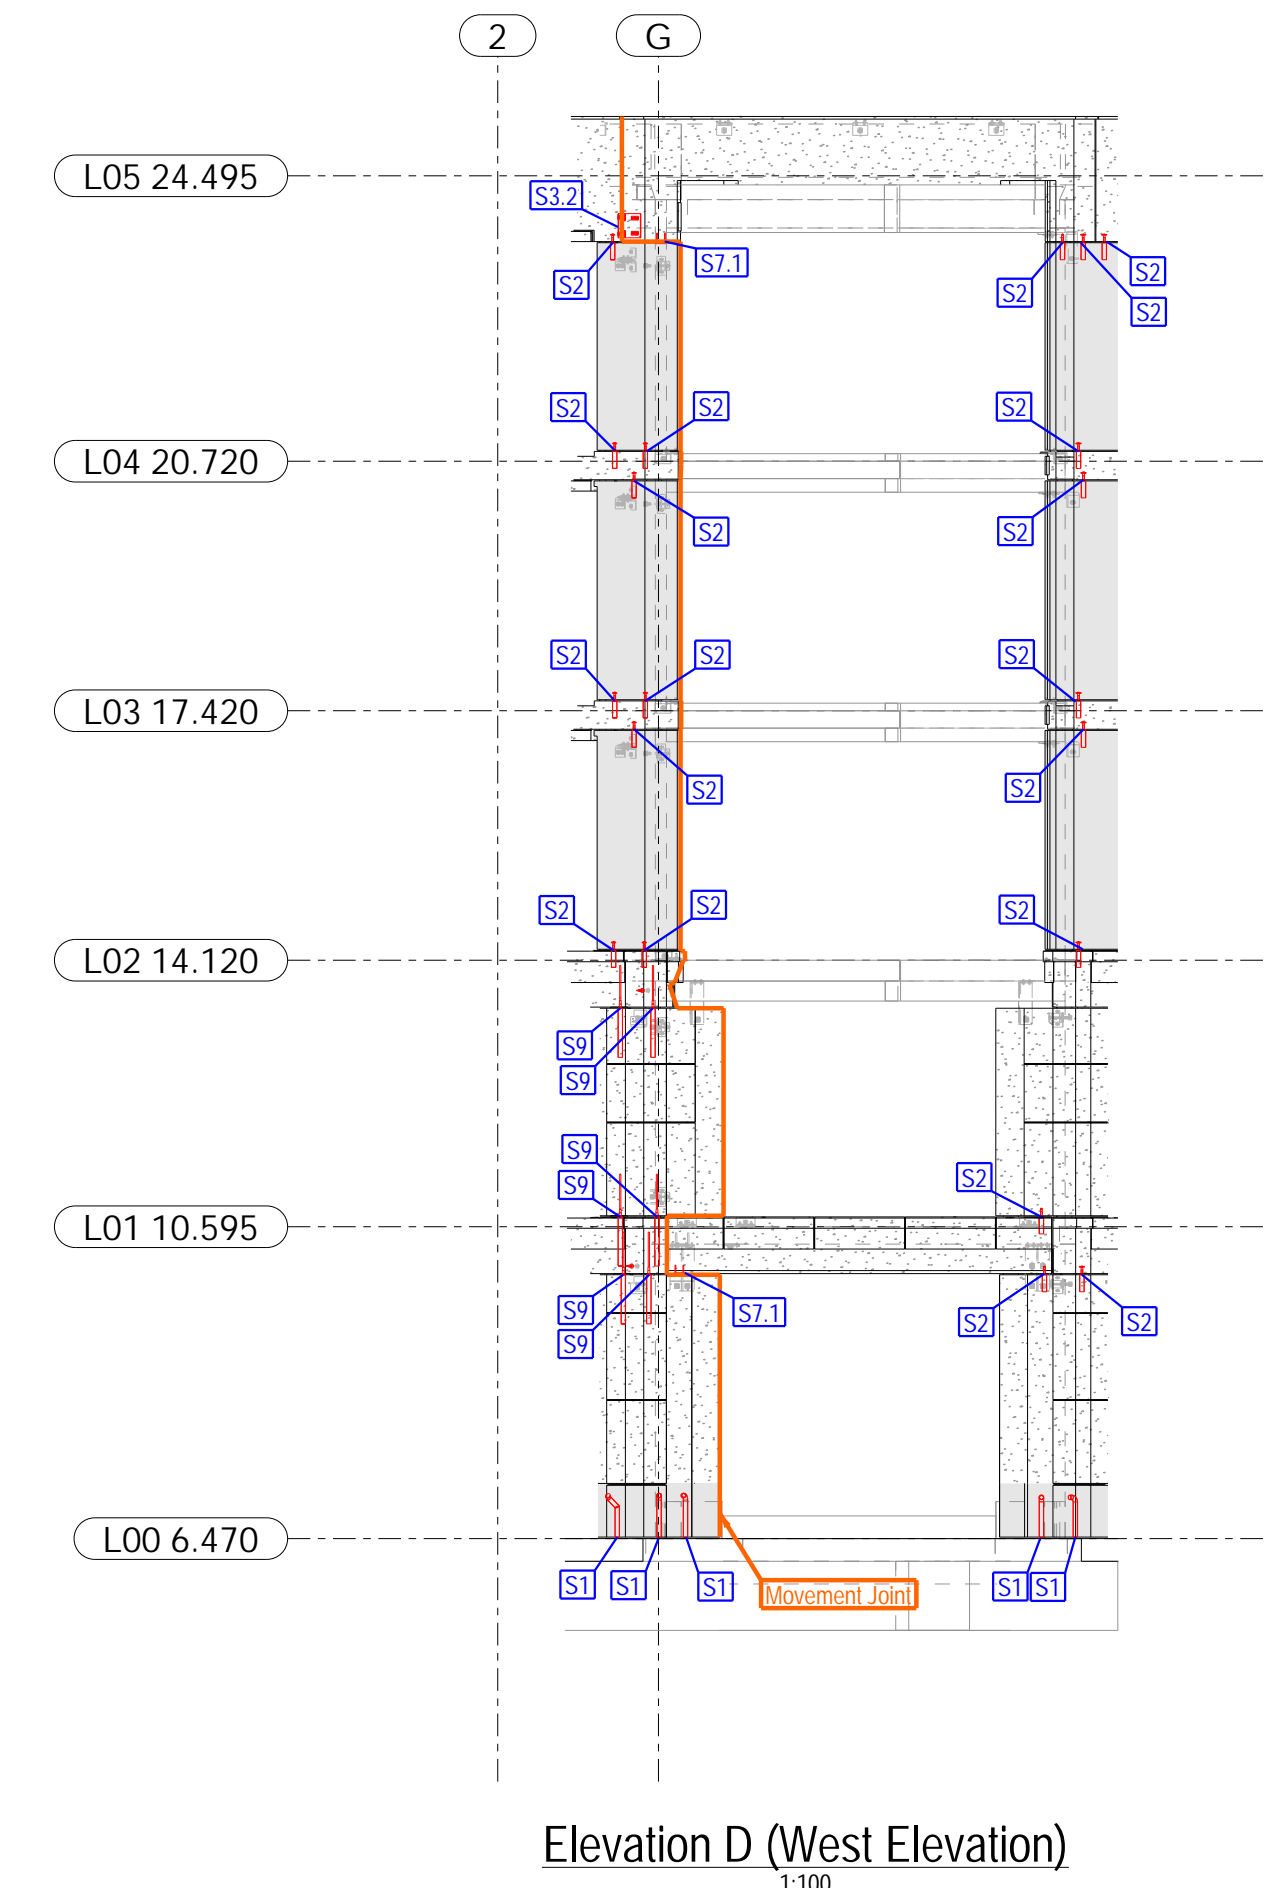 2 G
L05 24.495
S3.2
S7.1
S2
S2
S2
S2
S2 S2 S2
L04 20.720
S2 S2
S2 S2 S2
L03 17.420
S2 S2
S2 S2 S2
L02 14.120
S9
S9
S9
S9
S2
L01 10.595
S9
S9
S7.1
S2 S2
L00 6.470
S1 S1 S1 S1 S1
Movement Joint
Elevation D (West Elevation)
1:100